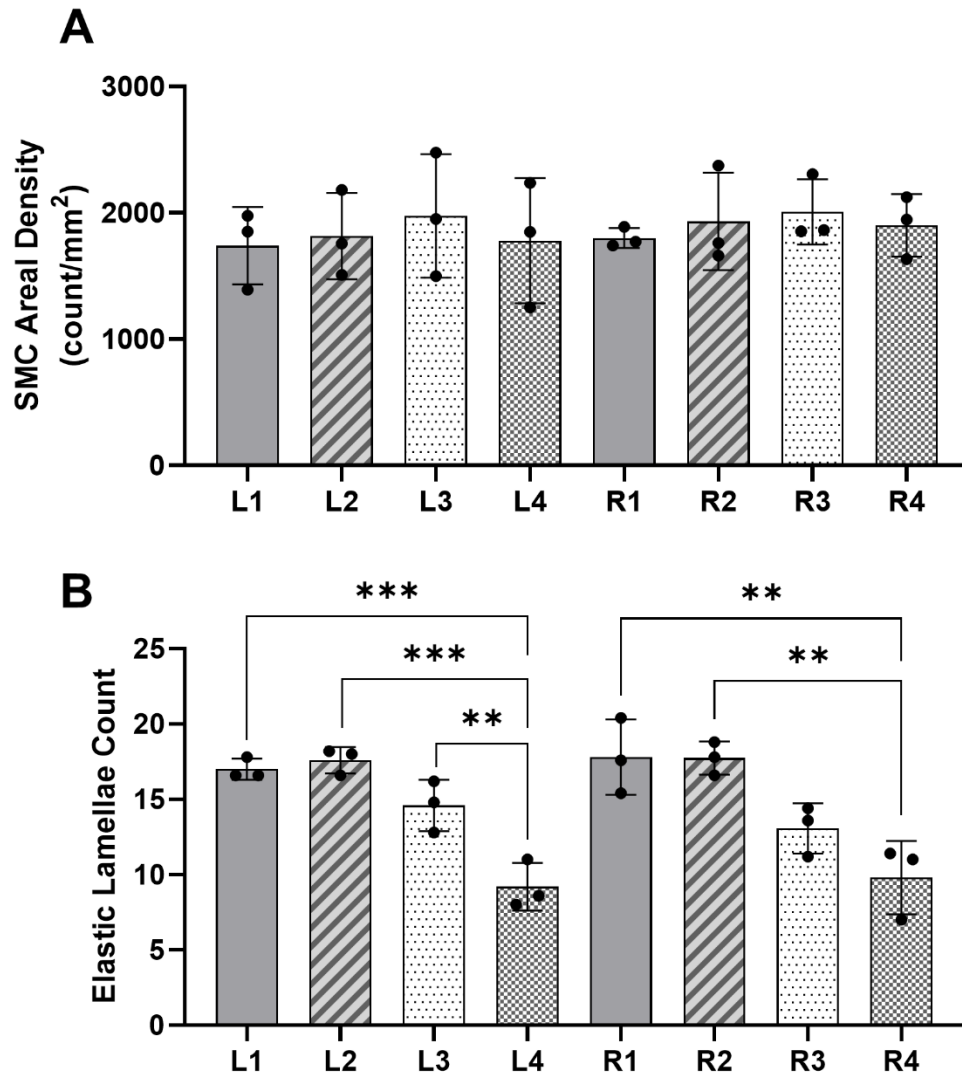 A
3000
2000
1000
0
SMC Areal Density
(count/mm²)
L1 L2 L3 L4 R1 R2 R3 R4
B
*** **
*** **
**
25
20
15
10
5
0
Elastic Lamellae Count
L1 L2 L3 L4 R1 R2 R3 R4